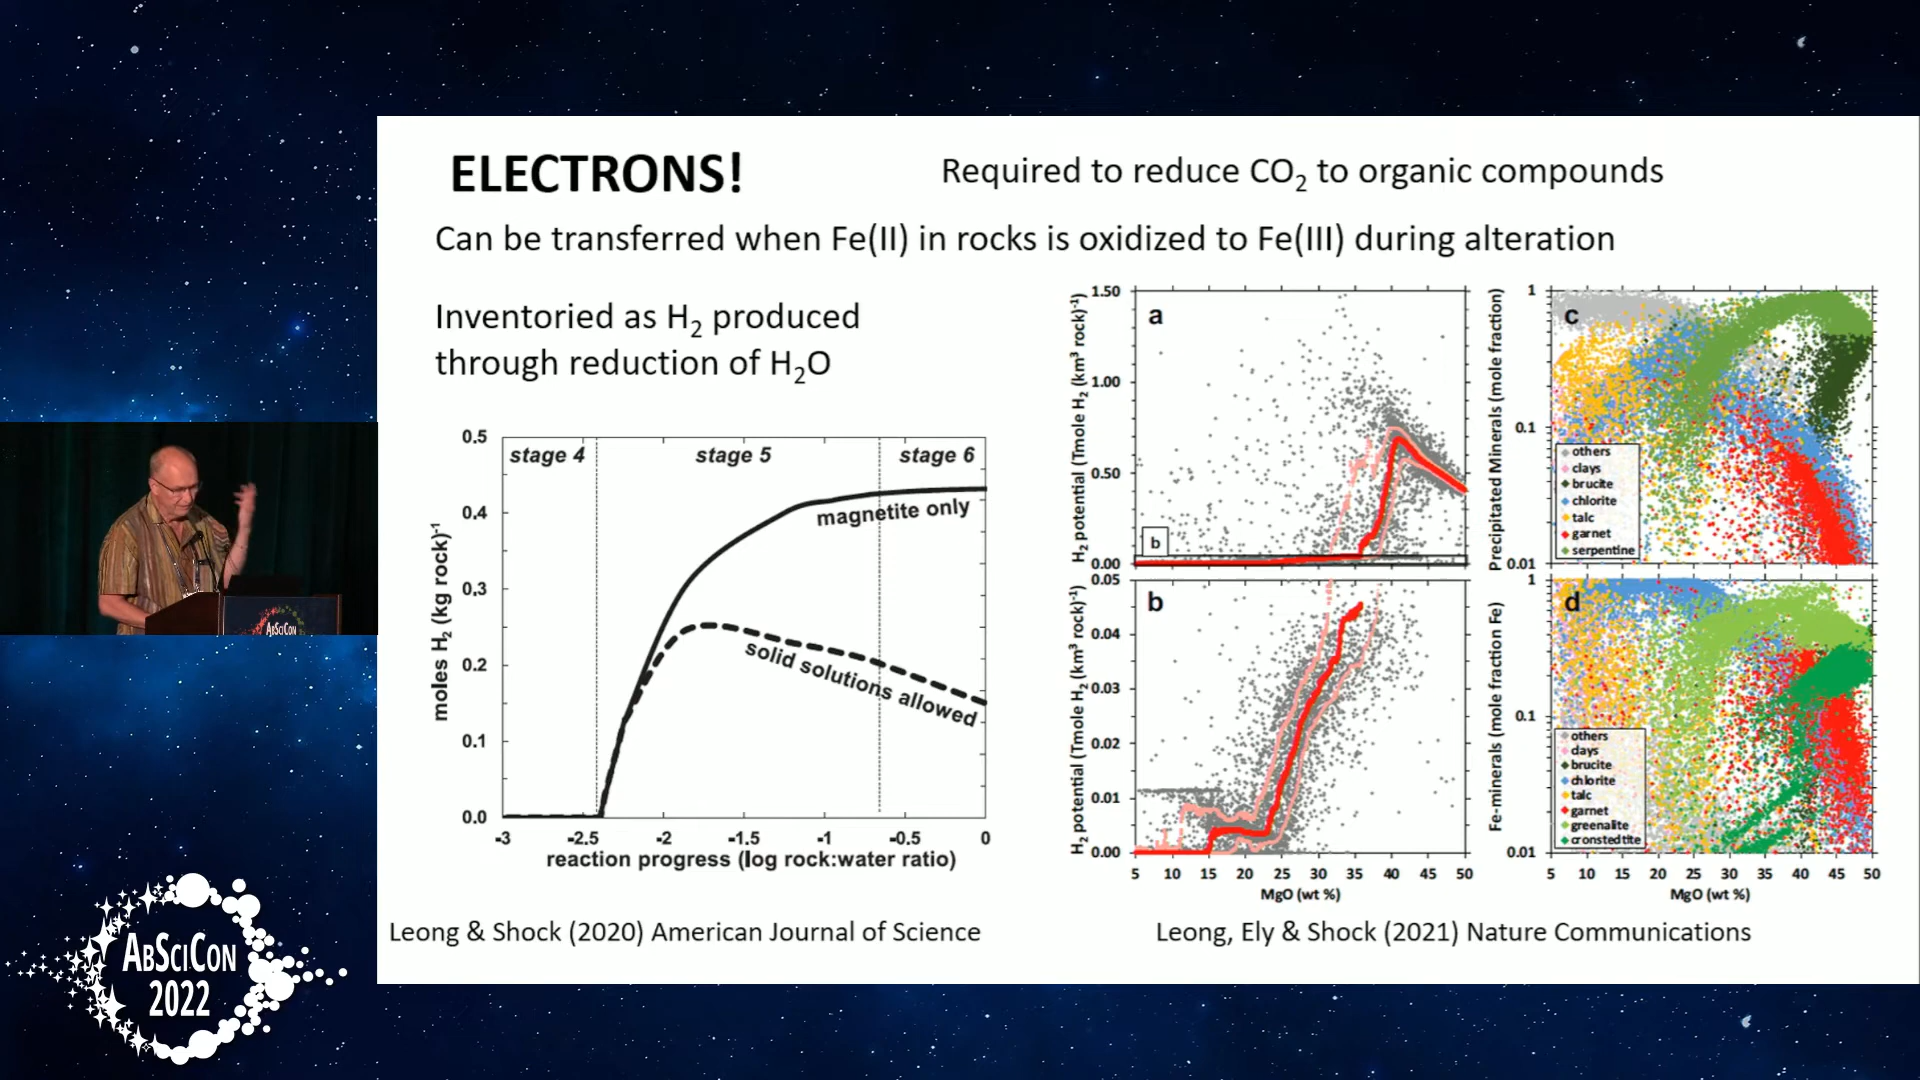 ELECTRONS!
Required to reduce CO2 to organic compounds
Can be transferred when Fe(II) in rocks is oxidized to Fe(III) during alteration
Inventoried as H2 produced
through reduction of H2O
stage 4
stage 5
stage 6
magnetite only
solid solutions allowed
moles H2 (kg rock)-1
0.5
0.4
0.3
0.2
0.1
0.0
-3 -2.5 -2 -1.5 -1 -0.5 0
reaction progress (log rock:water ratio)
Leong & Shock (2020) American Journal of Science
a
H2 potential (Tmole H2 (km3 rock)-1)
1.50
1.00
0.50
0.00
b
b
H2 potential (Tmole H2 (km3 rock)-1)
0.05
0.04
0.03
0.02
0.01
0.00
5 10 15 20 25 30 35 40 45 50
MgO (wt %)
c
Precipitated Minerals (mole fraction)
1
0.1
0.01
others
clays
brucite
chlorite
talc
garnet
serpentine
d
Fe-minerals (mole fraction Fe)
1
0.1
0.01
others
clays
brucite
chlorite
talc
garnet
greenalite
cronstedtite
5 10 15 20 25 30 35 40 45 50
MgO (wt %)
Leong, Ely & Shock (2021) Nature Communications
AbSciCon
AbSciCon
2022